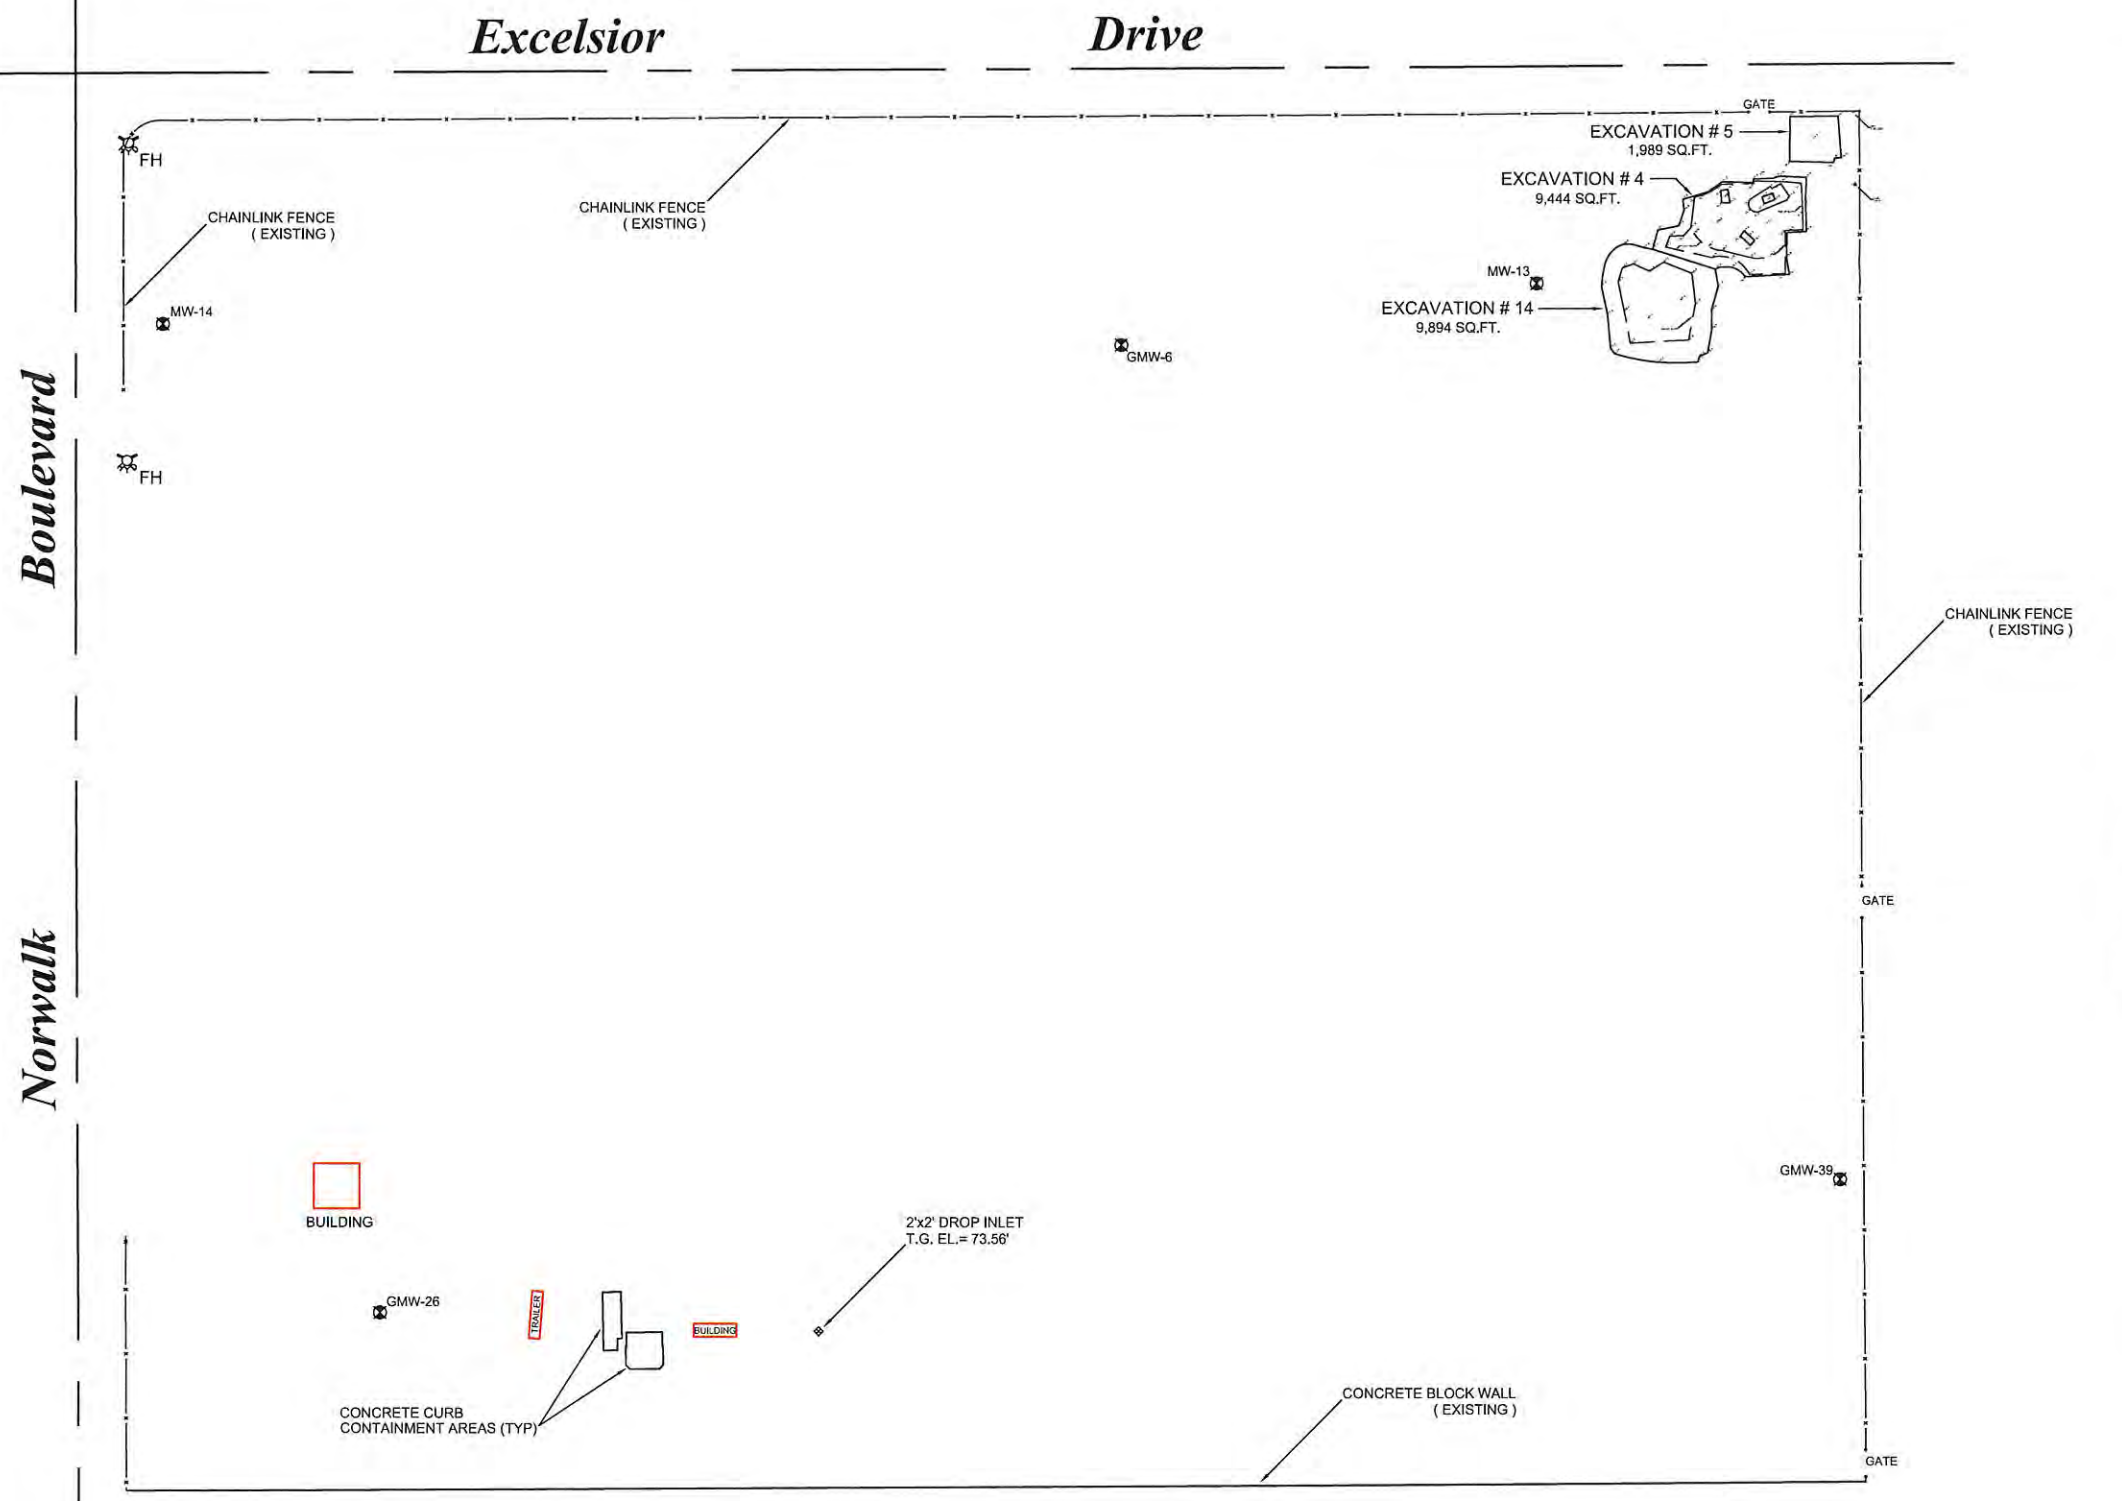 Excelsior Drive
GATE
EXCAVATION # 5
1,989 SQ.FT.
FH
EXCAVATION # 4
9,444 SQ.FT.
CHAINLINK FENCE
( EXISTING )
CHAINLINK FENCE
( EXISTING )
MW-13
MW-14
EXCAVATION # 14
9,894 SQ.FT.
GMW-6
Norwalk Boulevard
FH
CHAINLINK FENCE
( EXISTING )
GATE
GMW-39
BUILDING
2'x2' DROP INLET
T.G. EL.= 73.56'
GMW-26
TRAILER
BUILDING
CONCRETE CURB
CONTAINMENT AREAS (TYP)
CONCRETE BLOCK WALL
( EXISTING )
GATE